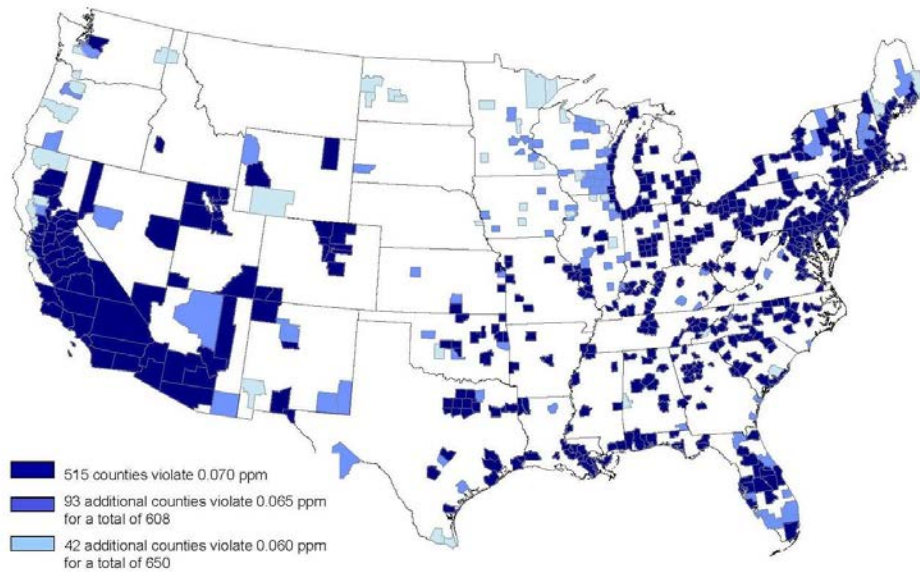 515 counties violate 0.070 ppm
93 additional counties violate 0.065 ppm
for a total of 608
42 additional counties violate 0.060 ppm
for a total of 650